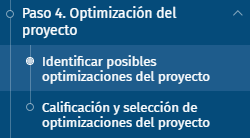 Paso 4. Optimización del
proyecto
Identificar posibles
optimizaciones del proyecto
Calificación y selección de
optimizaciones del proyecto